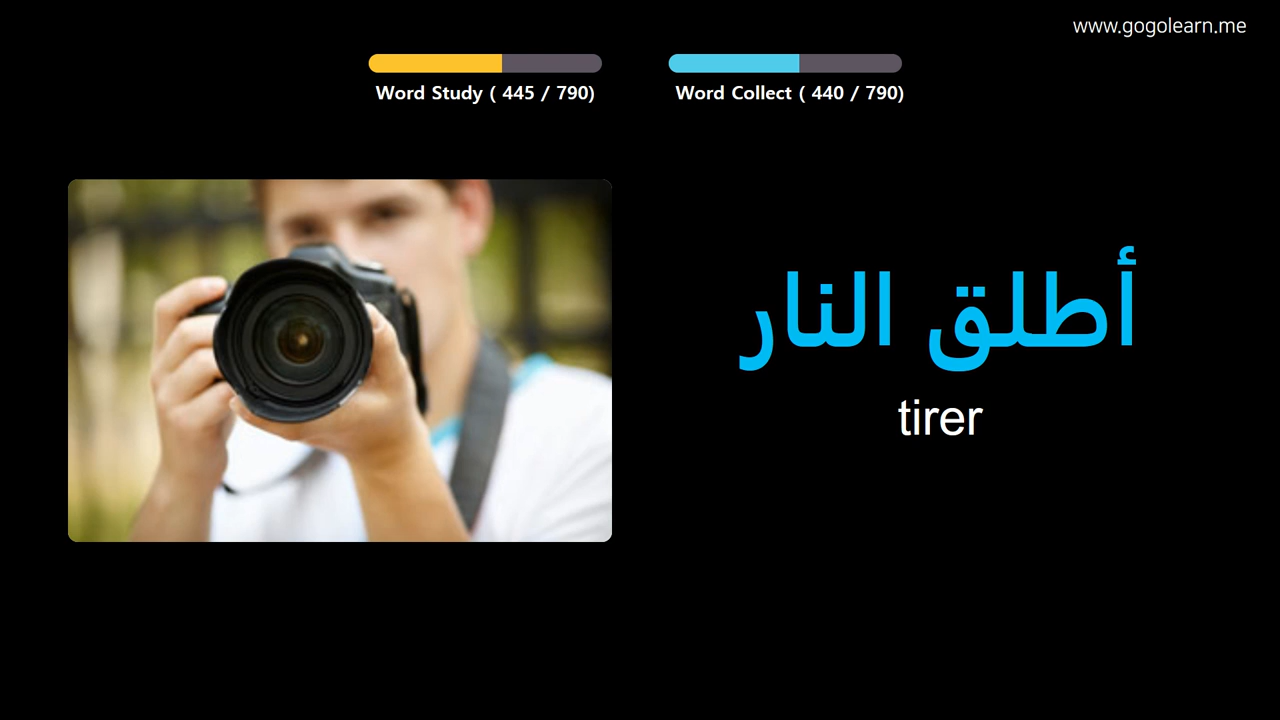 www.gogolearn.me
Word Study ( 445 / 790)
Word Collect ( 440 / 790)
أطلق النار
tirer